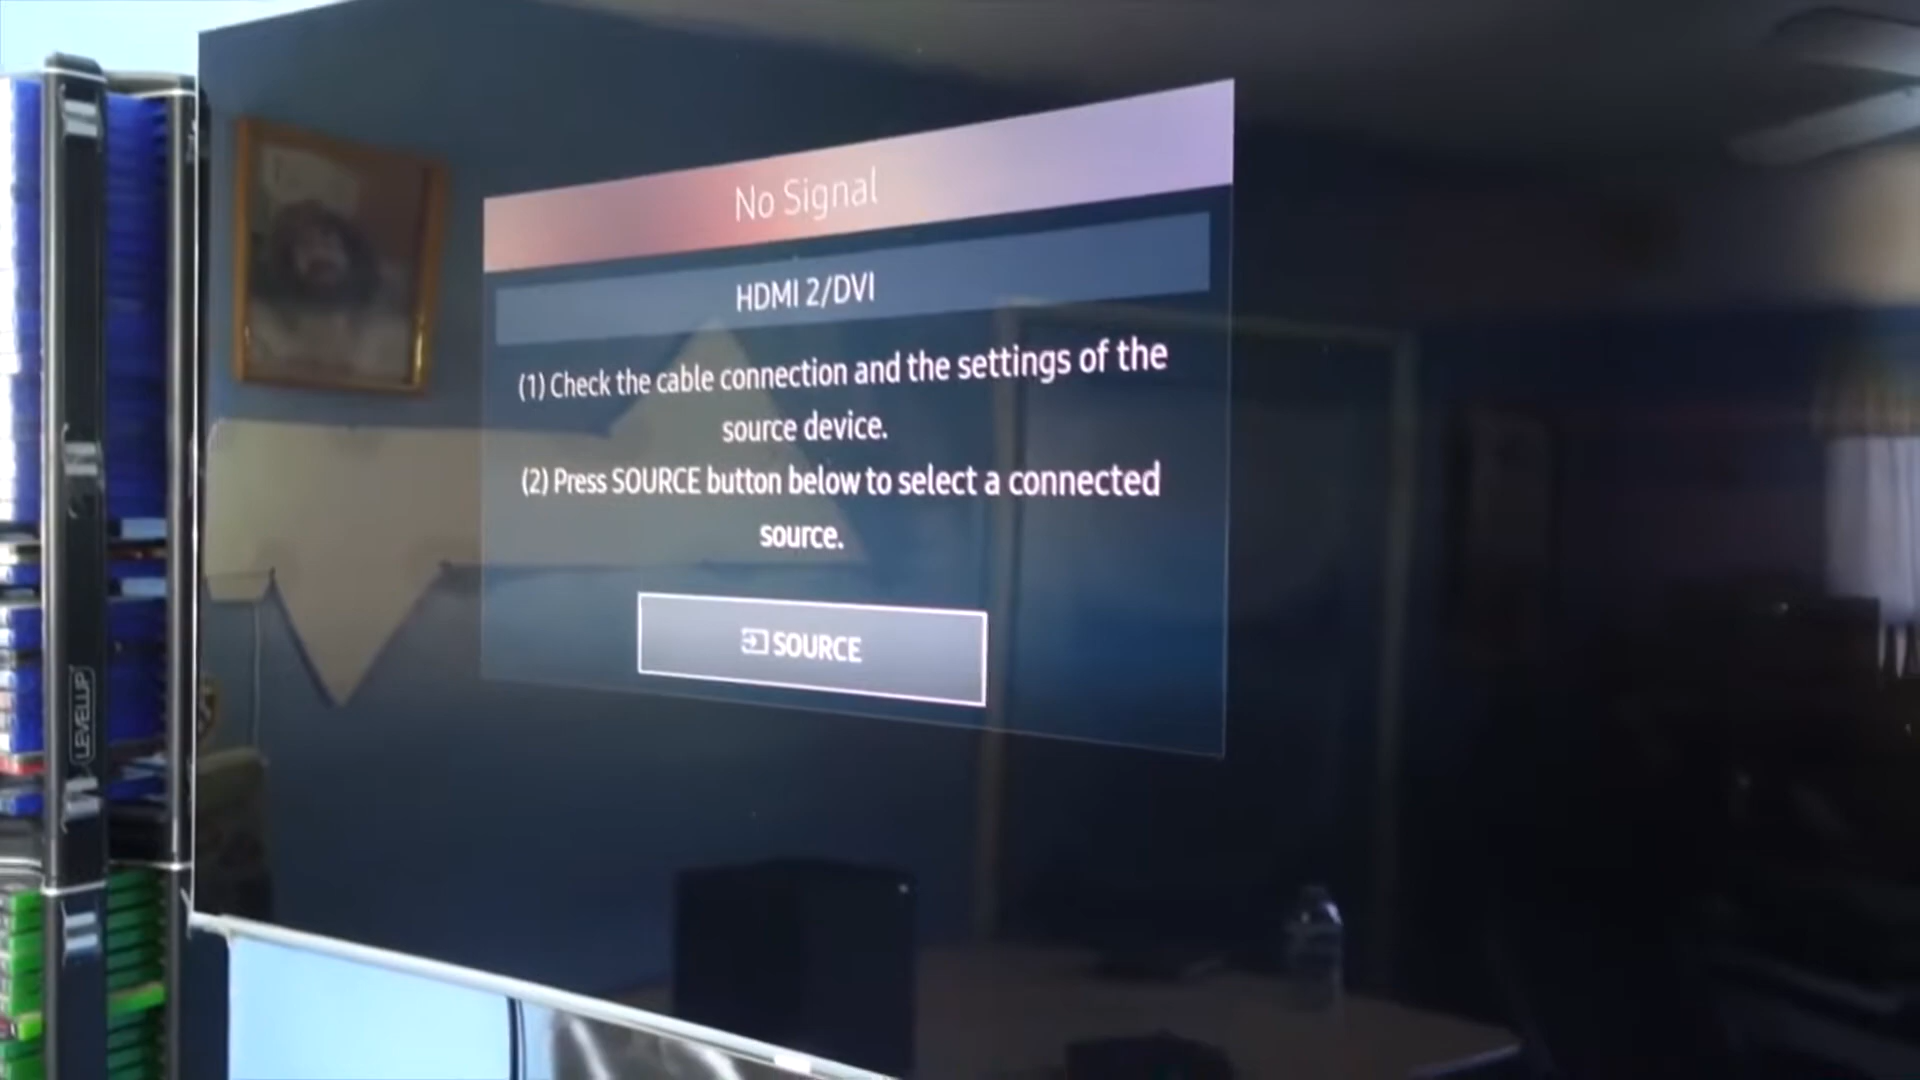 No Signal
HDMI 2/DVI
(1) Check the cable connection and the settings of the
source device.
(2) Press SOURCE button below to select a connected
source.
SOURCE
LEVELUP